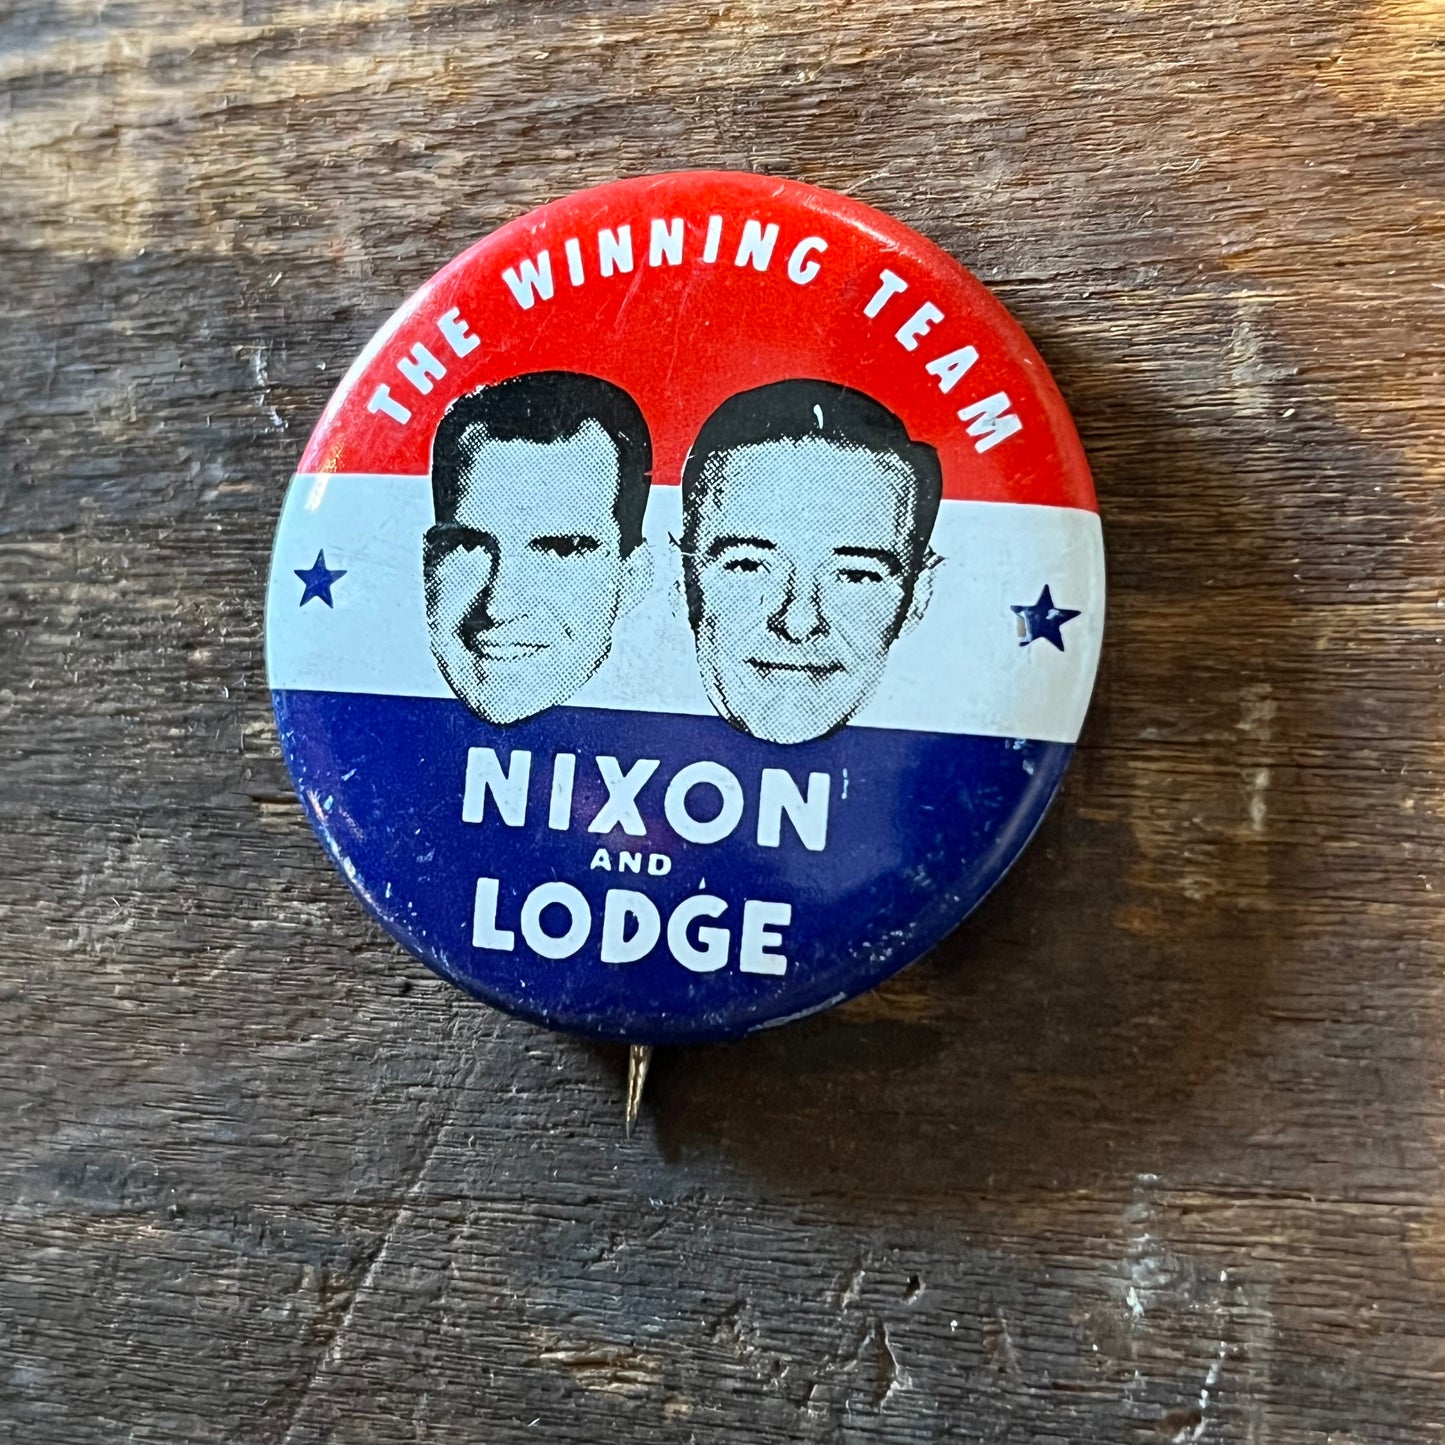 THE WINNING TEAM
NIXON
AND
LODGE